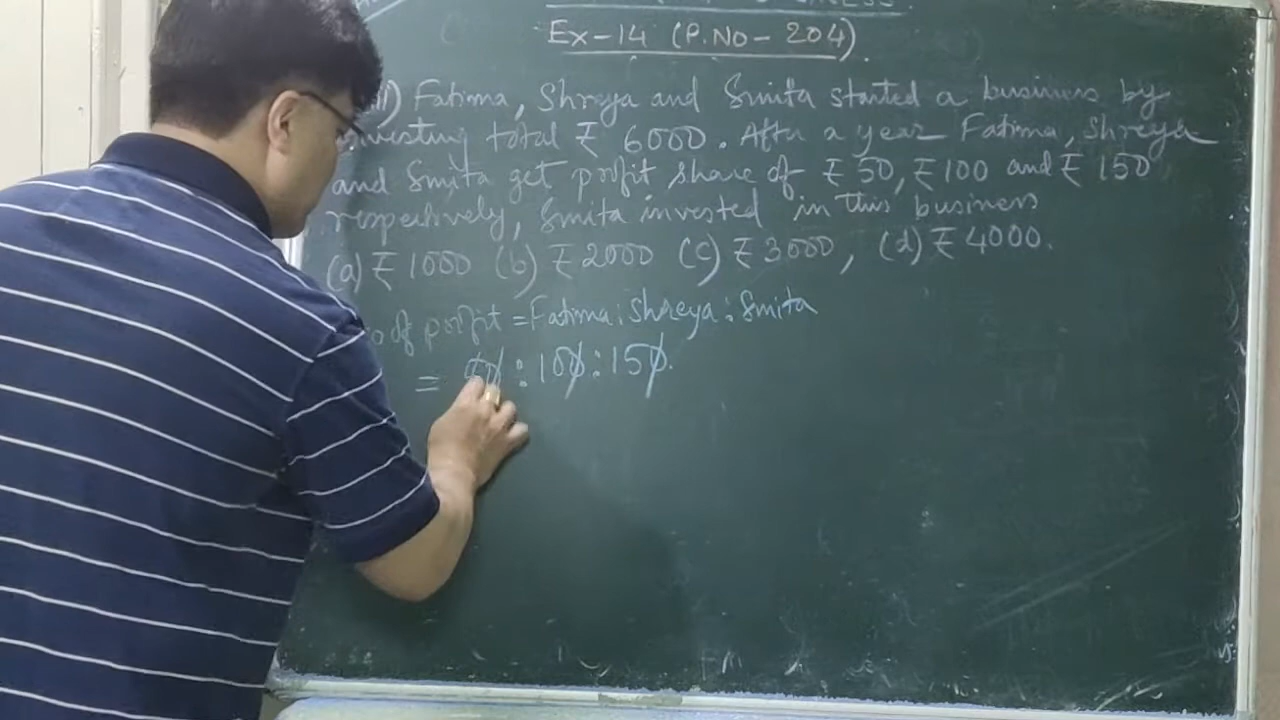 Ex-14 (P.NO- 204).
Fatima, Shreya and Smita started a business by
investing total ₹ 6000. After a year Fatima, Shreya
and Smita get profit share of ₹ 50, ₹ 100 and ₹ 150
respectively, Smita invested in this business
(a) ₹ 1000 (b) ₹ 2000 (c) ₹ 3000, (d) ₹ 4000.
of profit = Fatima : Shreya : Smita
= 50 : 100 : 150.